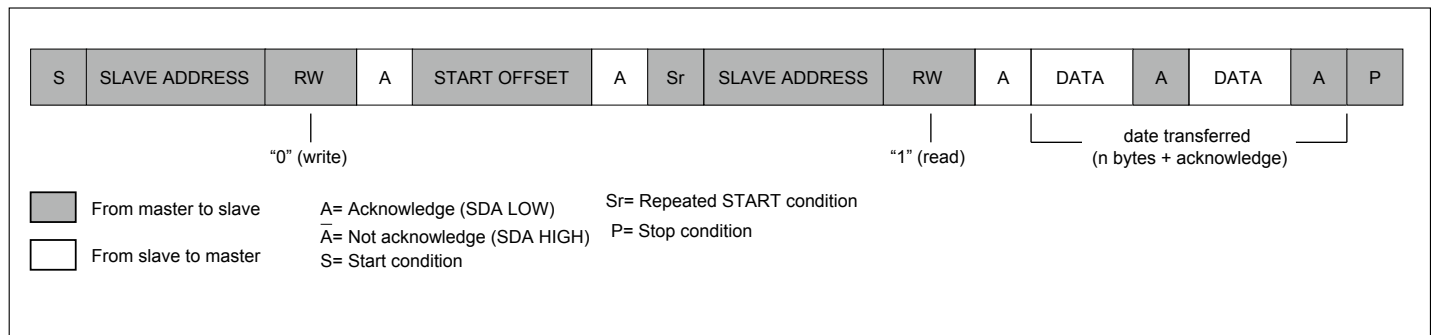 S SLAVE ADDRESS RW A START OFFSET A Sr SLAVE ADDRESS RW A DATA A DATA A P
“0” (write)
“1” (read)
date transferred
(n bytes + acknowledge)
From master to slave
From slave to master
A= Acknowledge (SDA LOW)
A̅= Not acknowledge (SDA HIGH)
S= Start condition
Sr= Repeated START condition
P= Stop condition